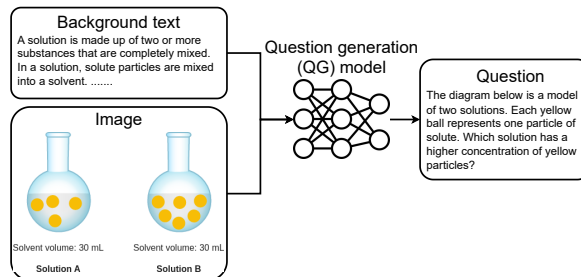 Background text
A solution is made up of two or more
substances that are completely mixed.
In a solution, solute particles are mixed
into a solvent. .......
Image
Solvent volume: 30 mL
Solvent volume: 30 mL
Solution A
Solution B
Question generation
(QG) model
Question
The diagram below is a model
of two solutions. Each yellow
ball represents one particle of
solute. Which solution has a
higher concentration of yellow
particles?